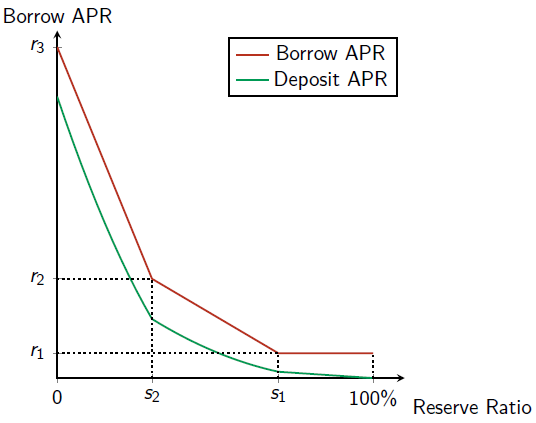 Borrow APR
r3
Borrow APR
Deposit APR
r2
r1
0
s2
s1
100%
Reserve Ratio